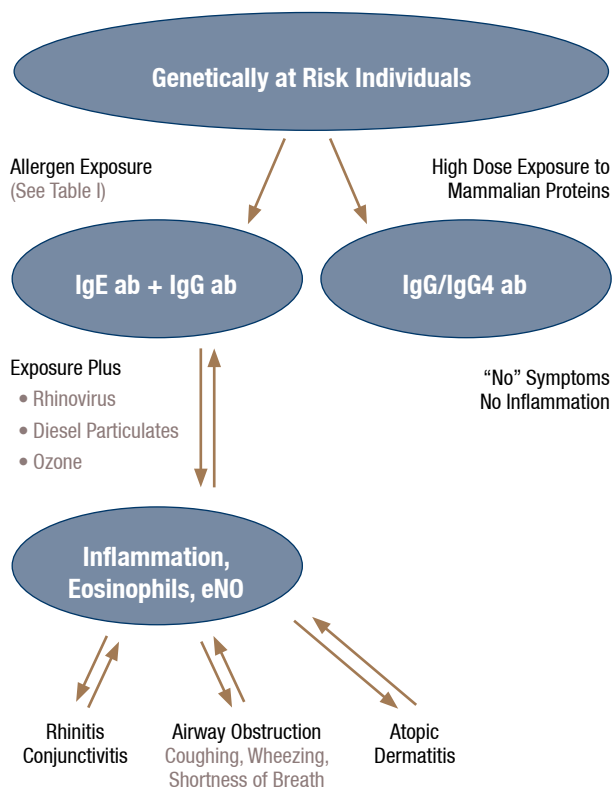 Genetically at Risk Individuals
Allergen Exposure
(See Table I)
High Dose Exposure to
Mammalian Proteins
IgE ab + IgG ab
IgG/IgG4 ab
Exposure Plus
• Rhinovirus
• Diesel Particulates
• Ozone
“No” Symptoms
No Inflammation
Inflammation,
Eosinophils, eNO
Rhinitis
Conjunctivitis
Airway Obstruction
Coughing, Wheezing,
Shortness of Breath
Atopic
Dermatitis